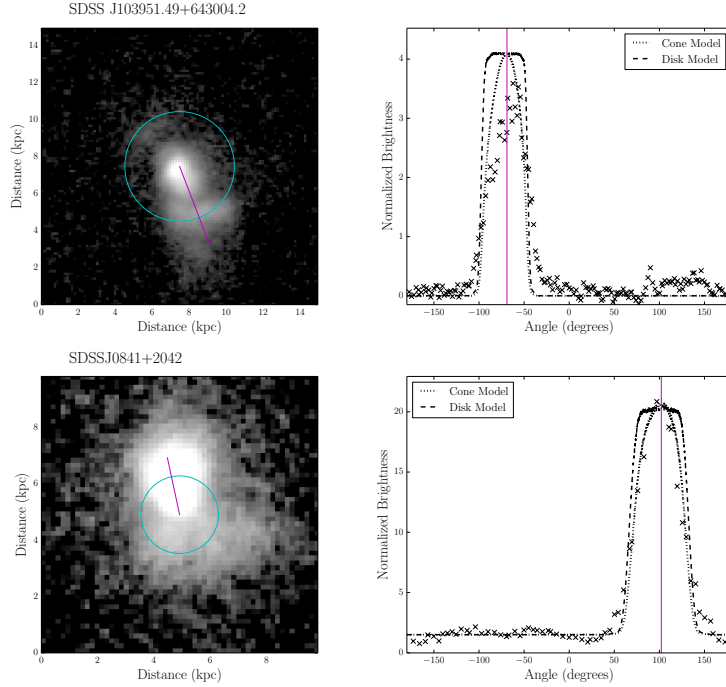 SDSS J103951.49+643004.2
14
12
10
8
6
4
2
0
Distance (kpc)
0 2 4 6 8 10 12 14
Distance (kpc)
Cone Model
Disk Model
4
3
2
1
0
Normalized Brightness
−150 −100 −50 0 50 100 150
Angle (degrees)
SDSSJ0841+2042
8
6
4
2
0
Distance (kpc)
0 2 4 6 8
Distance (kpc)
Cone Model
Disk Model
20
15
10
5
0
Normalized Brightness
−150 −100 −50 0 50 100 150
Angle (degrees)